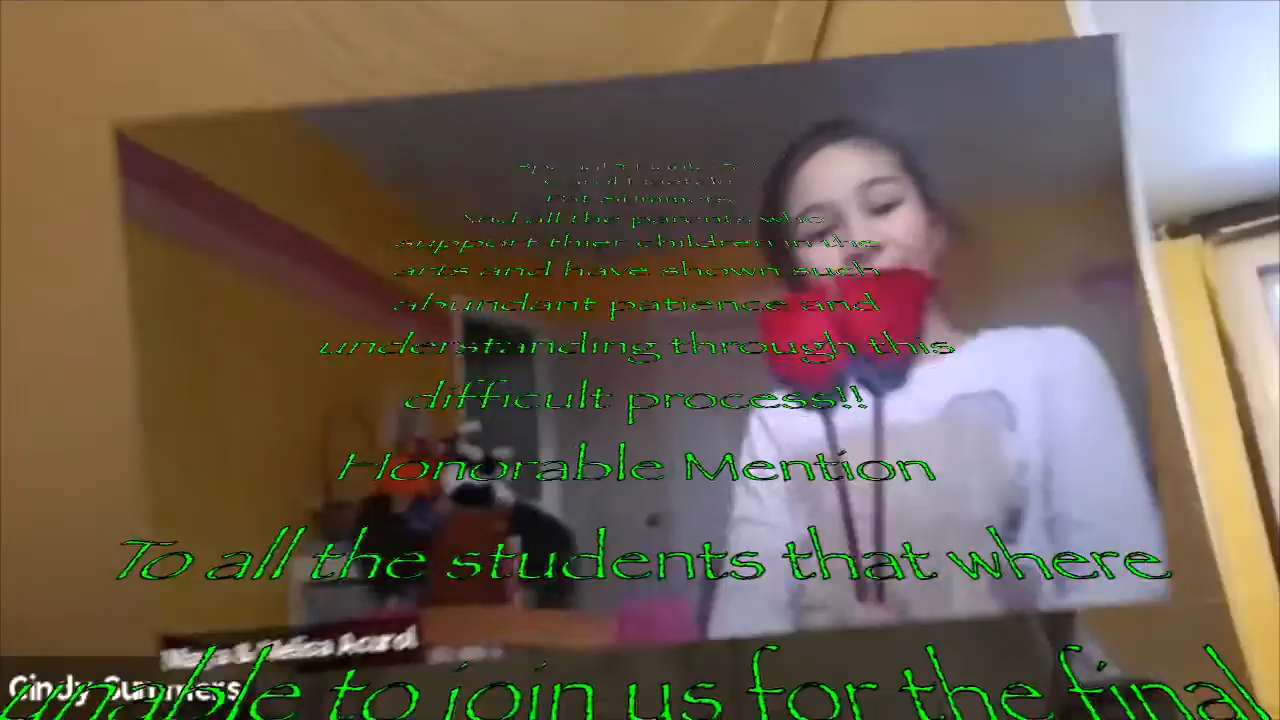 And all the parents who
support thier children in the
arts and have shown such
abundant patience and
understanding through this
difficult process!!
Honorable Mention
To all the students that where
unable to join us for the final
Cindy Summers